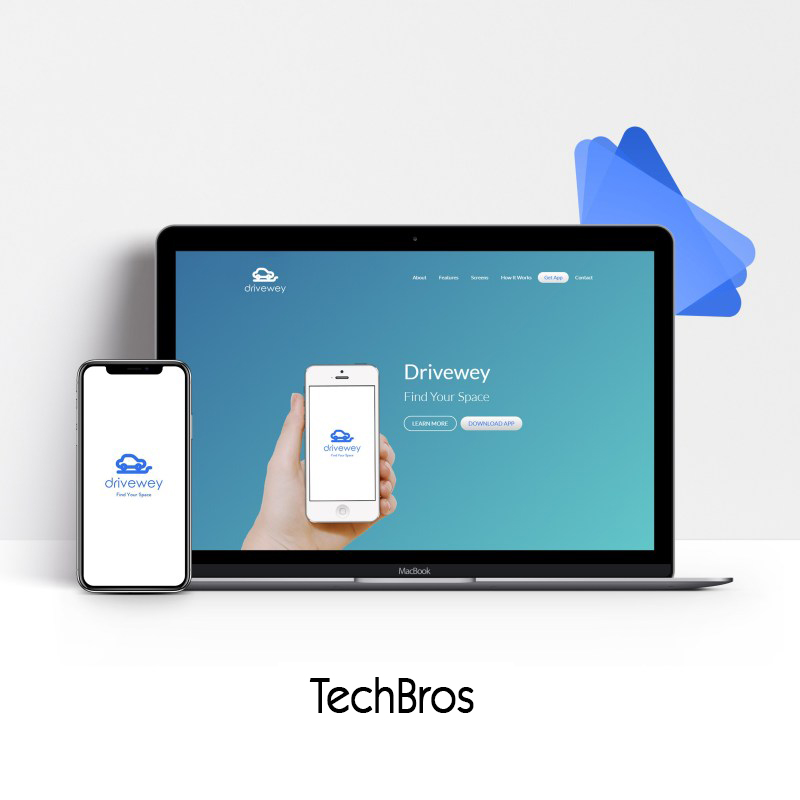 drivewey
About Features Screens How It Works Get App Contact
Drivewey
Find Your Space
LEARN MORE DOWNLOAD APP
drivewey
Find Your Space
drivewey
Find Your Space
MacBook
TechBros